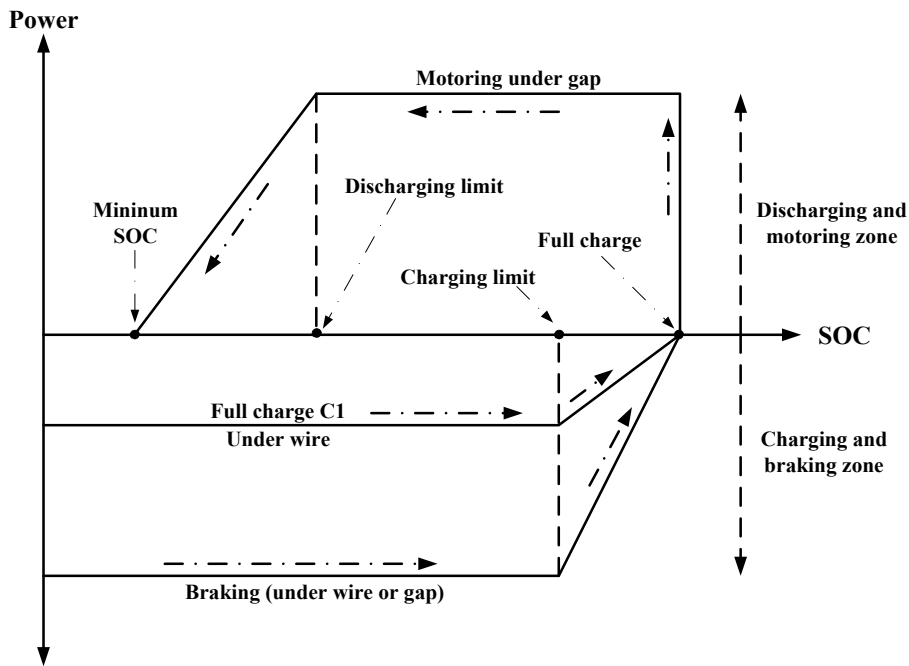 Power
Motoring under gap
Mininum
SOC
Discharging limit
Discharging and
motoring zone
Full charge
Charging limit
SOC
Full charge C1
Under wire
Charging and
braking zone
Braking (under wire or gap)